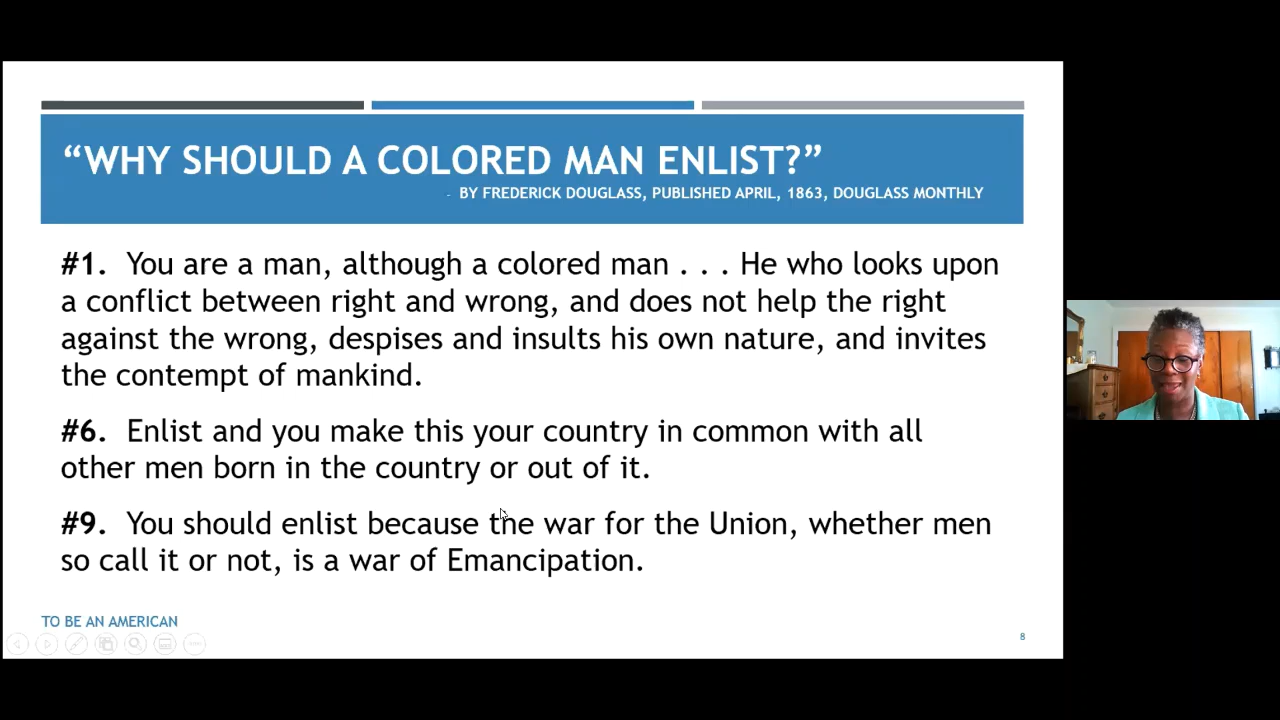 “WHY SHOULD A COLORED MAN ENLIST?”
- BY FREDERICK DOUGLASS, PUBLISHED APRIL, 1863, DOUGLASS MONTHLY
#1. You are a man, although a colored man . . . He who looks upon
a conflict between right and wrong, and does not help the right
against the wrong, despises and insults his own nature, and invites
the contempt of mankind.
#6. Enlist and you make this your country in common with all
other men born in the country or out of it.
#9. You should enlist because the war for the Union, whether men
so call it or not, is a war of Emancipation.
TO BE AN AMERICAN
8